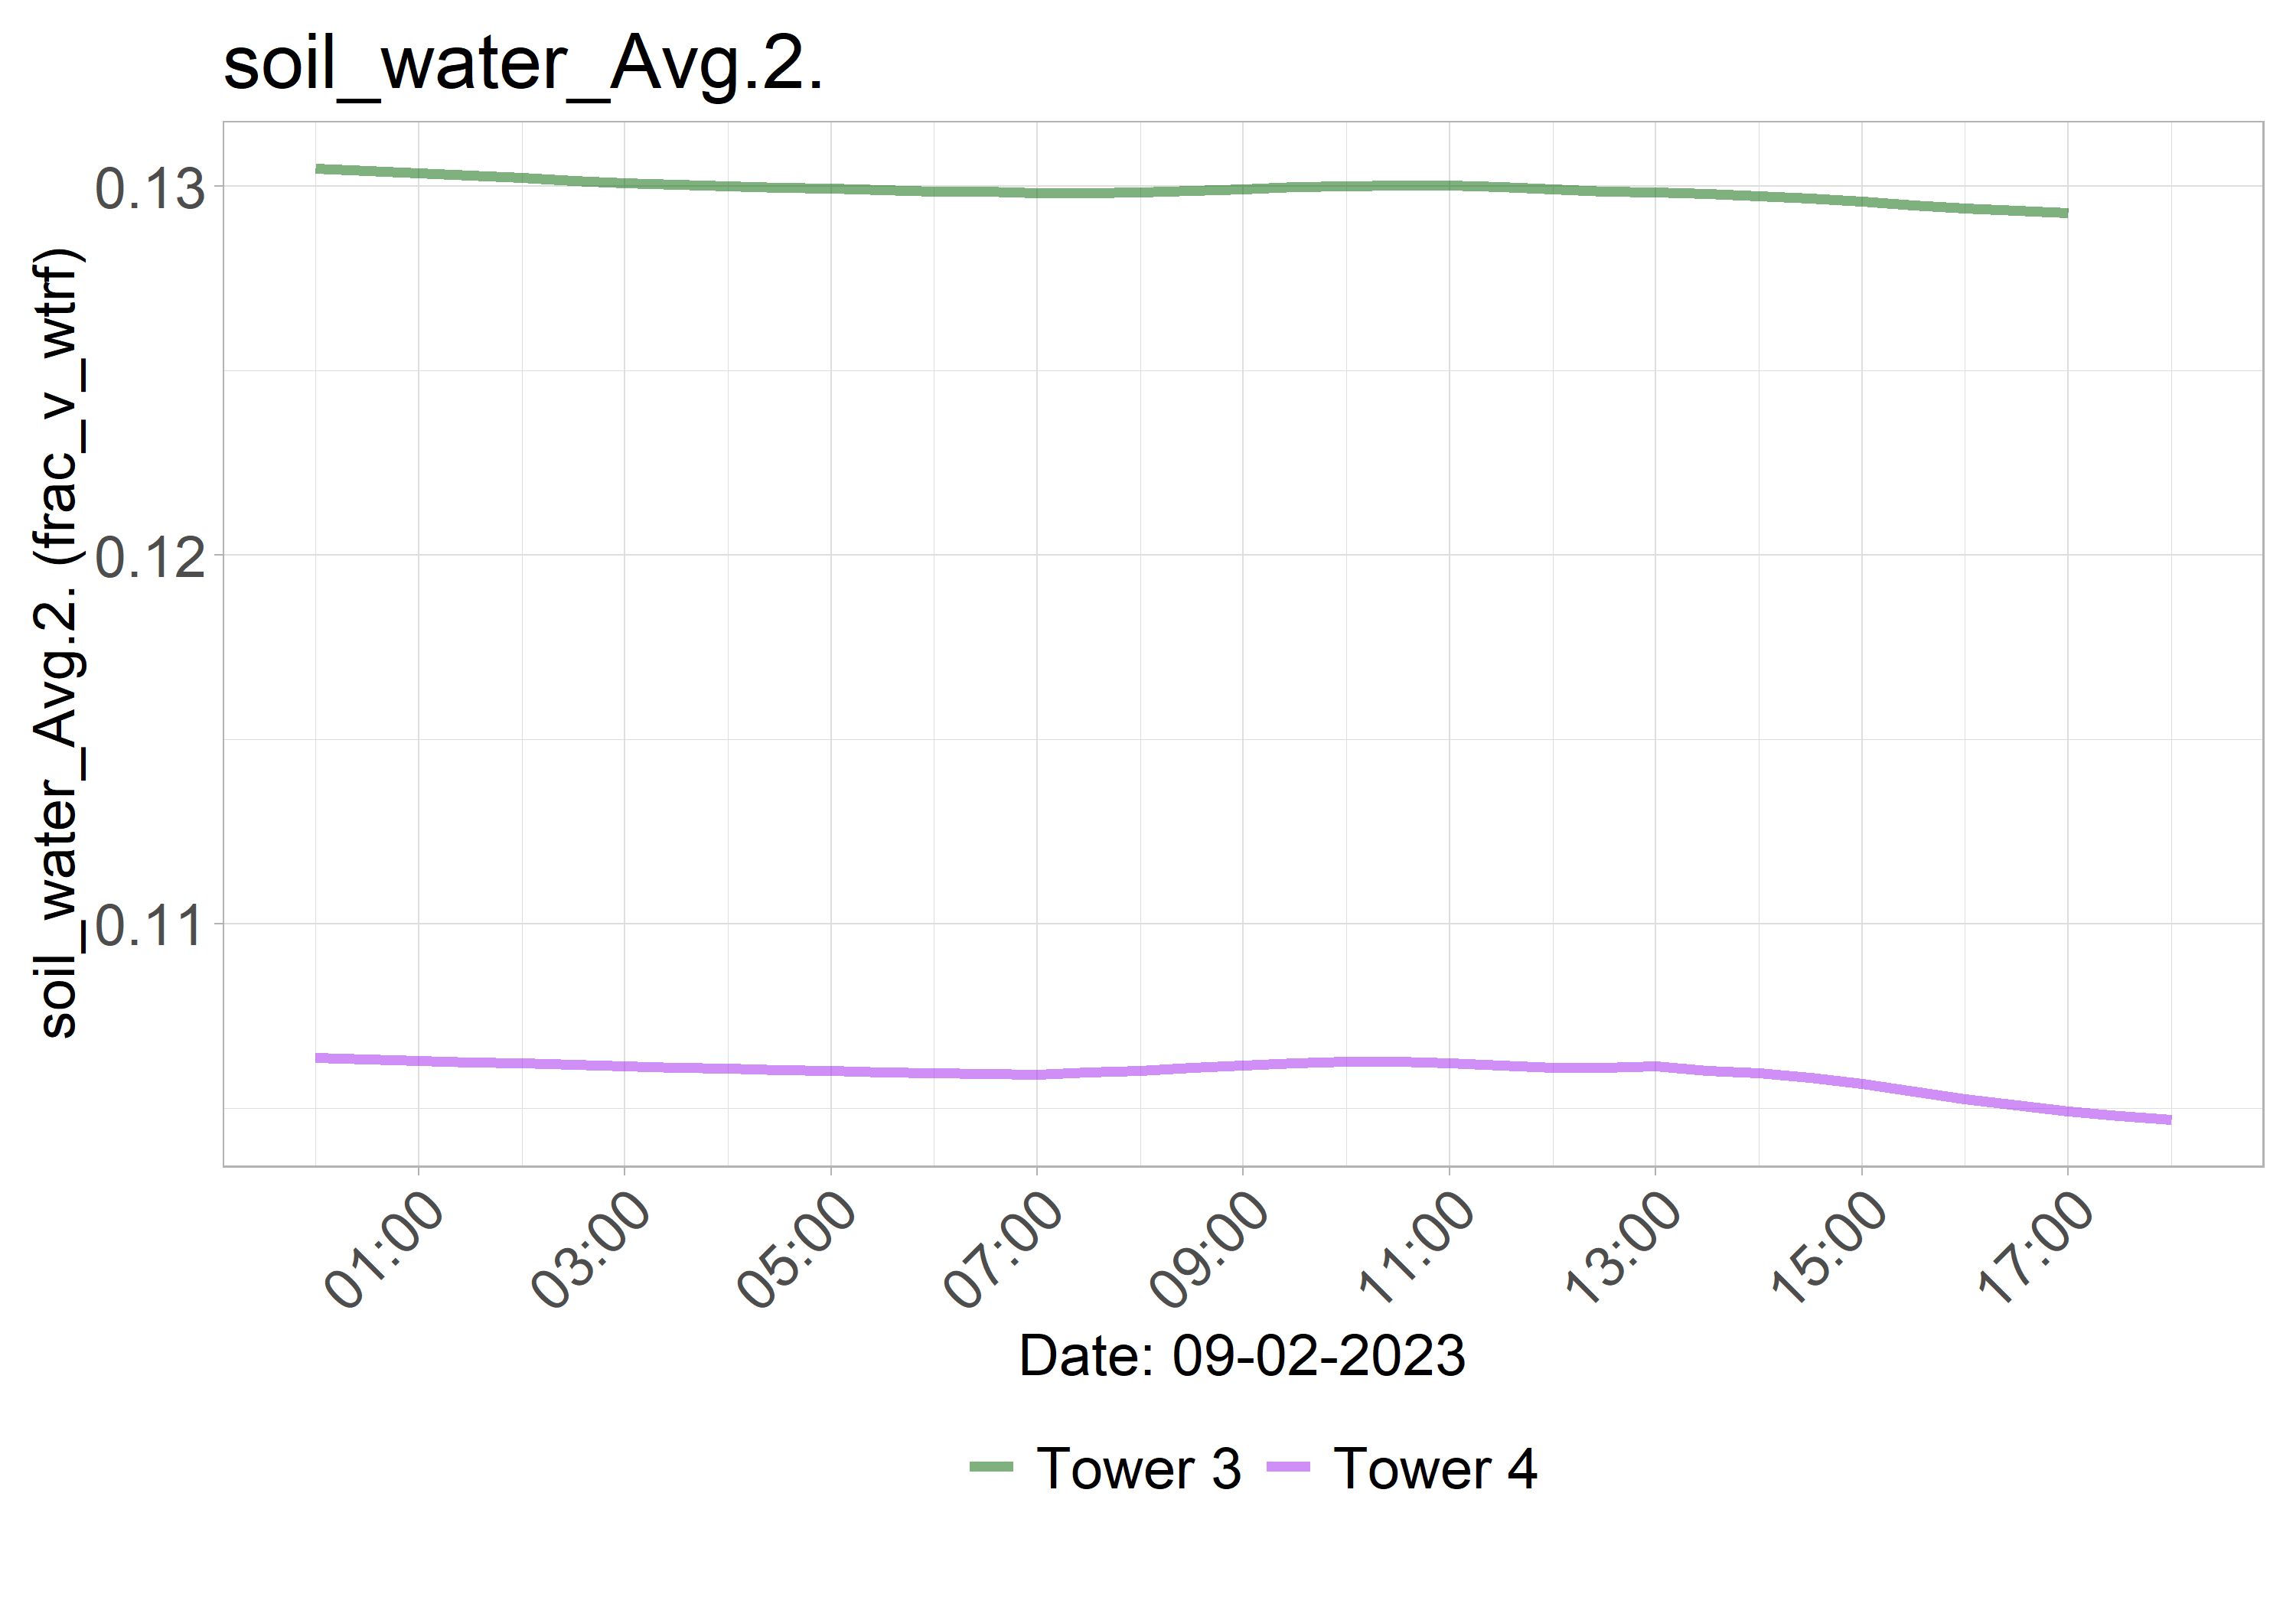 soil_water_Avg.2.
soil_water_Avg.2. (frac_v_wtrf)
0.13
0.12
0.11
01:00
03:00
05:00
07:00
09:00
11:00
13:00
15:00
17:00
Date: 09-02-2023
Tower 3
Tower 4